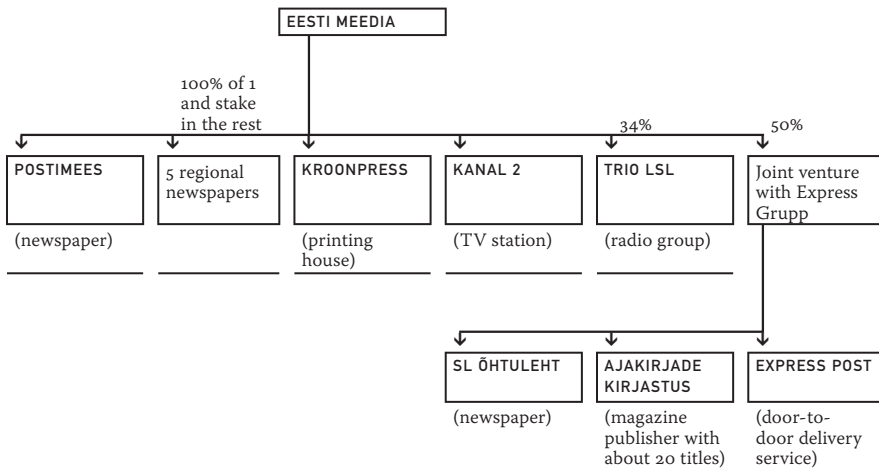 EESTI MEEDIA
100% of 1
and stake
in the rest
34%
50%
POSTIMEES
(newspaper)
5 regional
newspapers
KROONPRESS
(printing
house)
KANAL 2
(TV station)
TRIO LSL
(radio group)
Joint venture
with Express
Grupp
SL ÕHTULEHT
(newspaper)
AJAKIRJADE
KIRJASTUS
(magazine
publisher with
about 20 titles)
EXPRESS POST
(door-to-
door delivery
service)